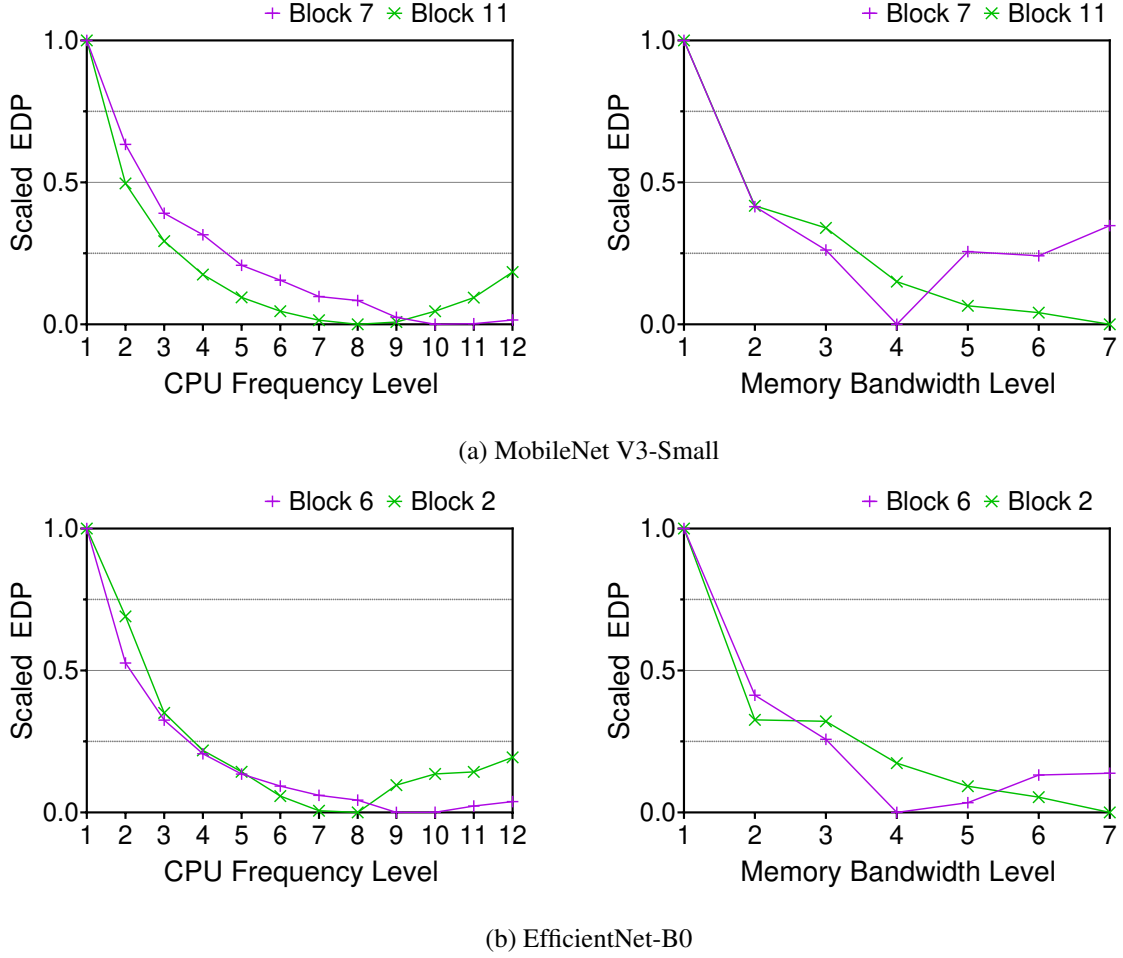 Block 7 Block 11
1.0
0.5
0.0
Scaled EDP
1 2 3 4 5 6 7 8 9 10 11 12
CPU Frequency Level
Block 7 Block 11
1.0
0.5
0.0
Scaled EDP
1 2 3 4 5 6 7
Memory Bandwidth Level
(a) MobileNet V3-Small
Block 6 Block 2
1.0
0.5
0.0
Scaled EDP
1 2 3 4 5 6 7 8 9 10 11 12
CPU Frequency Level
Block 6 Block 2
1.0
0.5
0.0
Scaled EDP
1 2 3 4 5 6 7
Memory Bandwidth Level
(b) EfficientNet-B0